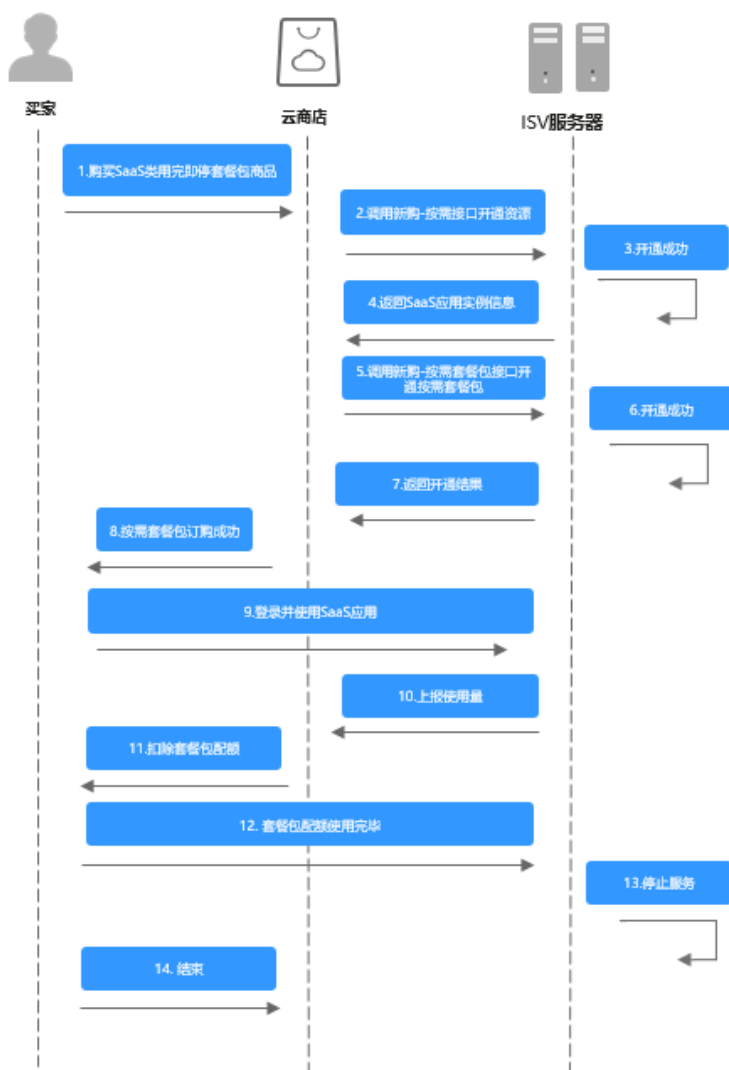 买家
云商店
ISV服务器
1.购买SaaS类用完即停套餐包商品
2.调用新购-按需接口开通资源
3.开通成功
4.返回SaaS应用实例信息
5.调用新购-按需套餐包接口开
通按需套餐包
6.开通成功
7.返回开通结果
8.按需套餐包订购成功
9.登录并使用SaaS应用
10.上报使用量
11.扣除套餐包配额
12. 套餐包配额使用完毕
13.停止服务
14. 结束